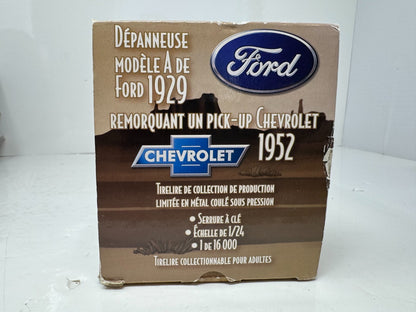 DÉPANNEUSE
MODÈLE A DE
FORD 1929
Ford
REMORQUANT UN PICK-UP CHEVROLET
CHEVROLET
1952
TIRELIRE DE COLLECTION DE PRODUCTION
LIMITÉE EN MÉTAL COULÉ SOUS PRESSION
• SERRURE À CLÉ
• ÉCHELLE DE 1/24
• 1 DE 16 000
TIRELIRE COLLECTIONNABLE POUR ADULTES